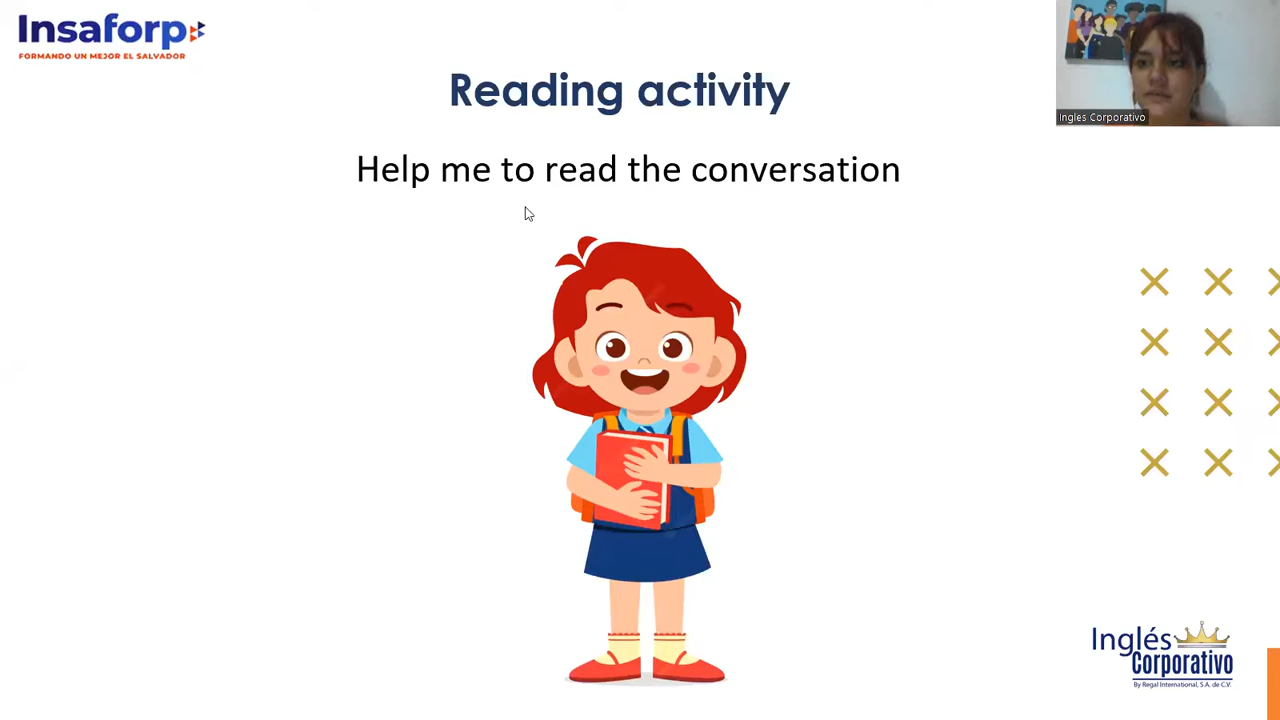 Insaforp
FORMANDO UN MEJOR EL SALVADOR
Ingles Corporativo
Reading activity
Help me to read the conversation
Inglés
Corporativo
By Regal International, S.A. de C.V.